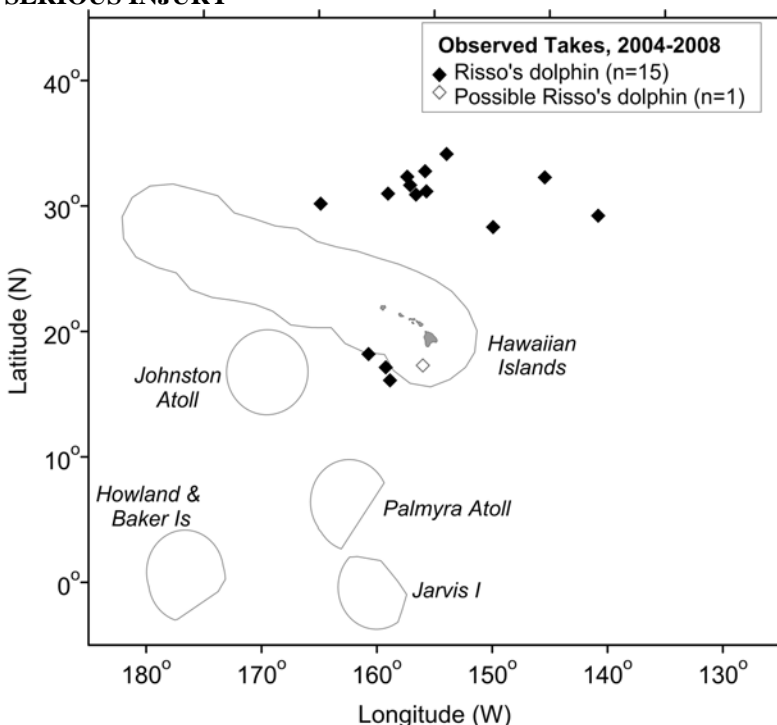 SERIOUS INJURY
Observed Takes, 2004-2008
Risso's dolphin (n=15)
Possible Risso's dolphin (n=1)
40°
30°
20°
10°
0°
Latitude (N)
Hawaiian
Islands
Johnston
Atoll
Howland &
Baker Is
Palmyra Atoll
Jarvis I
180° 170° 160° 150° 140° 130°
Longitude (W)